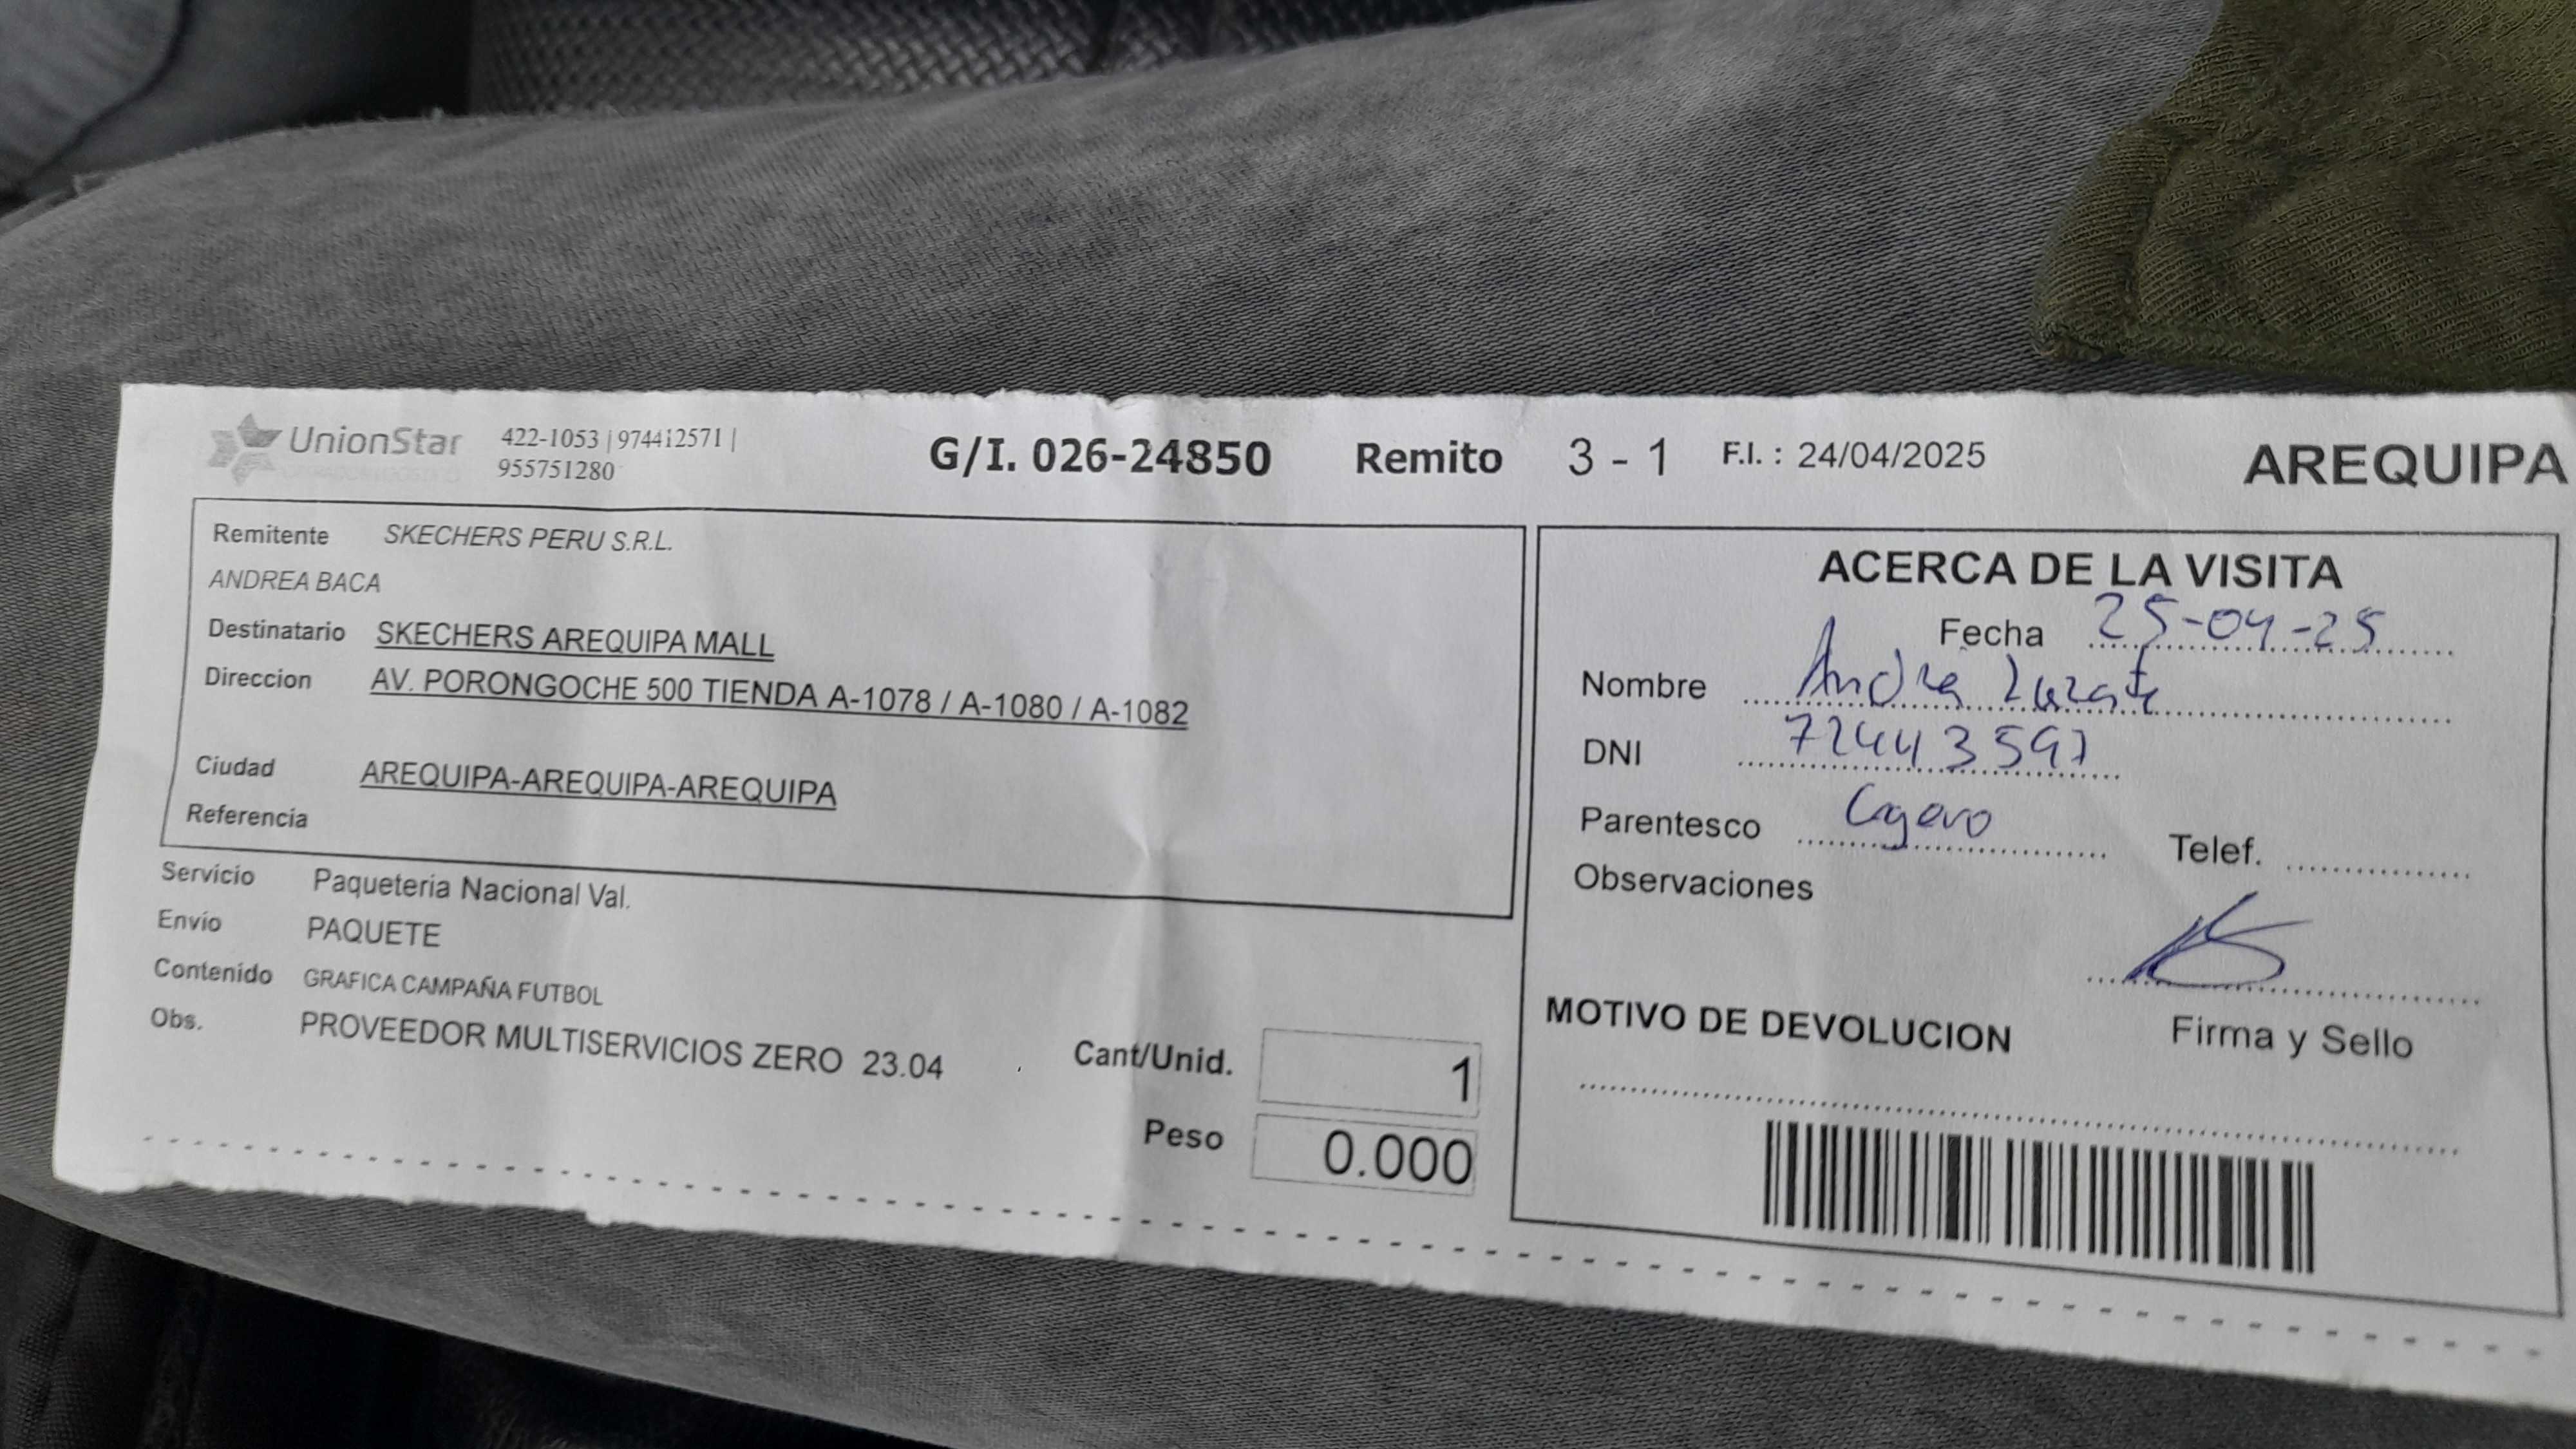 UnionStar 422-1053 | 974412571 |
955751280
G/I. 026-24850 Remito 3 - 1 F.I. : 24/04/2025 AREQUIPA
Remitente SKECHERS PERU S.R.L.
ANDREA BACA
Destinatario SKECHERS AREQUIPA MALL
Direccion AV. PORONGOCHE 500 TIENDA A-1078 / A-1080 / A-1082
Ciudad AREQUIPA-AREQUIPA-AREQUIPA
Referencia
Servicio Paqueteria Nacional Val.
Envio PAQUETE
Contenido GRAFICA CAMPAÑA FUTBOL
Obs. PROVEEDOR MULTISERVICIOS ZERO 23.04
Cant/Unid. 1
Peso 0.000
ACERCA DE LA VISITA
Fecha 25-04-25
Nombre
DNI 72443597
Parentesco Cajero
Telef.
Observaciones
Firma y Sello
MOTIVO DE DEVOLUCION